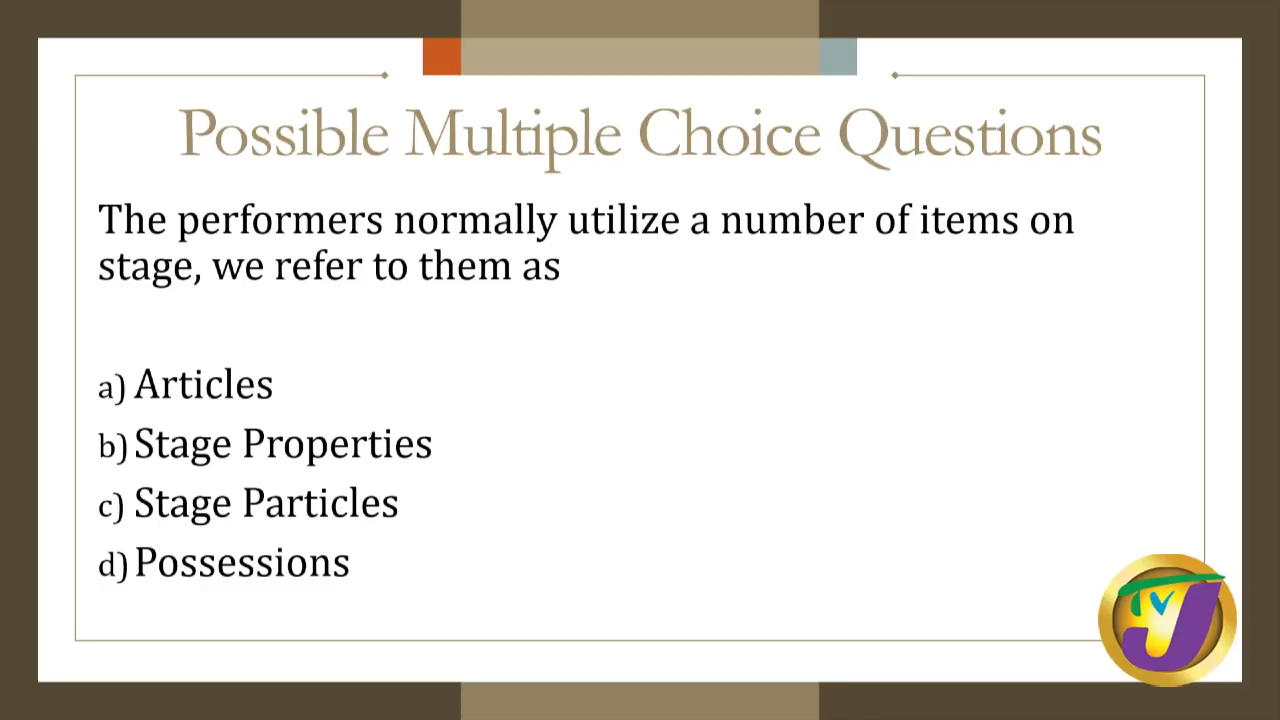 Possible Multiple Choice Questions
The performers normally utilize a number of items on
stage, we refer to them as
a) Articles
b) Stage Properties
c) Stage Particles
d) Possessions
TVJ